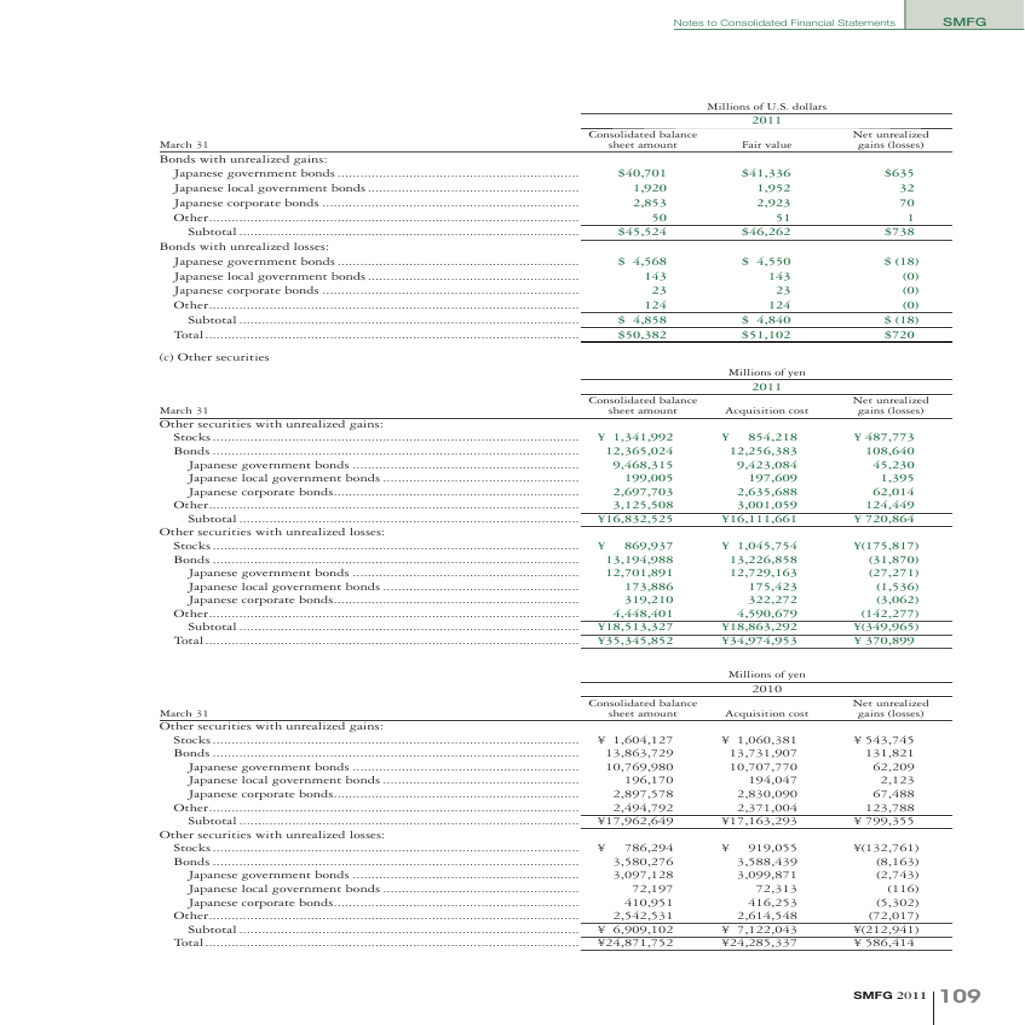 Notes to Consolidated Financial Statements SMFG
Millions of U.S. dollars
2011
Consolidated balance Net unrealized
March 31 sheet amount Fair value gains (losses)
Bonds with unrealized gains:
Japanese government bonds $40,701 $41,336 $635
Japanese local government bonds 1,920 1,952 32
Japanese corporate bonds 2,853 2,923 70
Other 50 51 1
Subtotal $45,524 $46,262 $738
Bonds with unrealized losses:
Japanese government bonds $ 4,568 $ 4,550 $ (18)
Japanese local government bonds 143 143 (0)
Japanese corporate bonds 23 23 (0)
Other 124 124 (0)
Subtotal $ 4,858 $ 4,840 $ (18)
Total $50,382 $51,102 $720
(c) Other securities
Millions of yen
2011
Consolidated balance Net unrealized
March 31 sheet amount Acquisition cost gains (losses)
Other securities with unrealized gains:
Stocks ¥ 1,341,992 ¥ 854,218 ¥ 487,773
Bonds 12,365,024 12,256,383 108,640
Japanese government bonds 9,468,315 9,423,084 45,230
Japanese local government bonds 199,005 197,609 1,395
Japanese corporate bonds 2,697,703 2,635,688 62,014
Other 3,125,508 3,001,059 124,449
Subtotal ¥16,832,525 ¥16,111,661 ¥ 720,864
Other securities with unrealized losses:
Stocks ¥ 869,937 ¥ 1,045,754 ¥(175,817)
Bonds 13,194,988 13,226,858 (31,870)
Japanese government bonds 12,701,891 12,729,163 (27,271)
Japanese local government bonds 173,886 175,423 (1,536)
Japanese corporate bonds 319,210 322,272 (3,062)
Other 4,448,401 4,590,679 (142,277)
Subtotal ¥18,513,327 ¥18,863,292 ¥(349,965)
Total ¥35,345,852 ¥34,974,953 ¥ 370,899
Millions of yen
2010
Consolidated balance Net unrealized
March 31 sheet amount Acquisition cost gains (losses)
Other securities with unrealized gains:
Stocks ¥ 1,604,127 ¥ 1,060,381 ¥ 543,745
Bonds 13,863,729 13,731,907 131,821
Japanese government bonds 10,769,980 10,707,770 62,209
Japanese local government bonds 196,170 194,047 2,123
Japanese corporate bonds 2,897,578 2,830,090 67,488
Other 2,494,792 2,371,004 123,788
Subtotal ¥17,962,649 ¥17,163,293 ¥ 799,355
Other securities with unrealized losses:
Stocks ¥ 786,294 ¥ 919,055 ¥(132,761)
Bonds 3,580,276 3,588,439 (8,163)
Japanese government bonds 3,097,128 3,099,871 (2,743)
Japanese local government bonds 72,197 72,313 (116)
Japanese corporate bonds 410,951 416,253 (5,302)
Other 2,542,531 2,614,548 (72,017)
Subtotal ¥ 6,909,102 ¥ 7,122,043 ¥(212,941)
Total ¥24,871,752 ¥24,285,337 ¥ 586,414
SMFG 2011 109